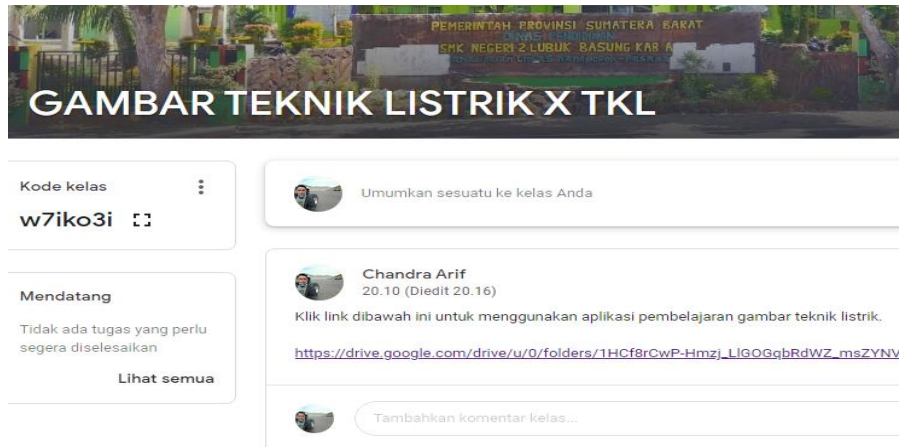 PEMERINTAH PROVINSI SUMATERA BARAT
DINAS PENDIDIKAN
SMK NEGERI 2 LUBUK BASUNG KAB A
GAMBAR TEKNIK LISTRIK X TKL
Kode kelas
w7iko3i
Umumkan sesuatu ke kelas Anda
Mendatang
Tidak ada tugas yang perlu
segera diselesaikan
Lihat semua
Chandra Arif
20.10 (Diedit 20.16)
Klik link dibawah ini untuk menggunakan aplikasi pembelajaran gambar teknik listrik.
https://drive.google.com/drive/u/0/folders/1HCf8rCwP-Hmzj_LlGOGqbRdWZ_msZYNV
Tambahkan komentar kelas...